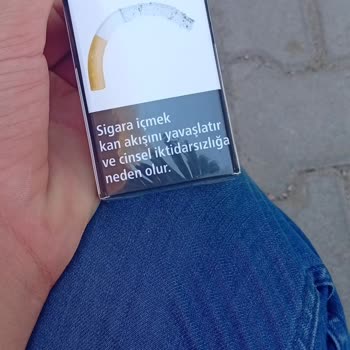 Sigara içmek
kan akışını yavaşlatır
ve cinsel iktidarsızlığa
neden olur.